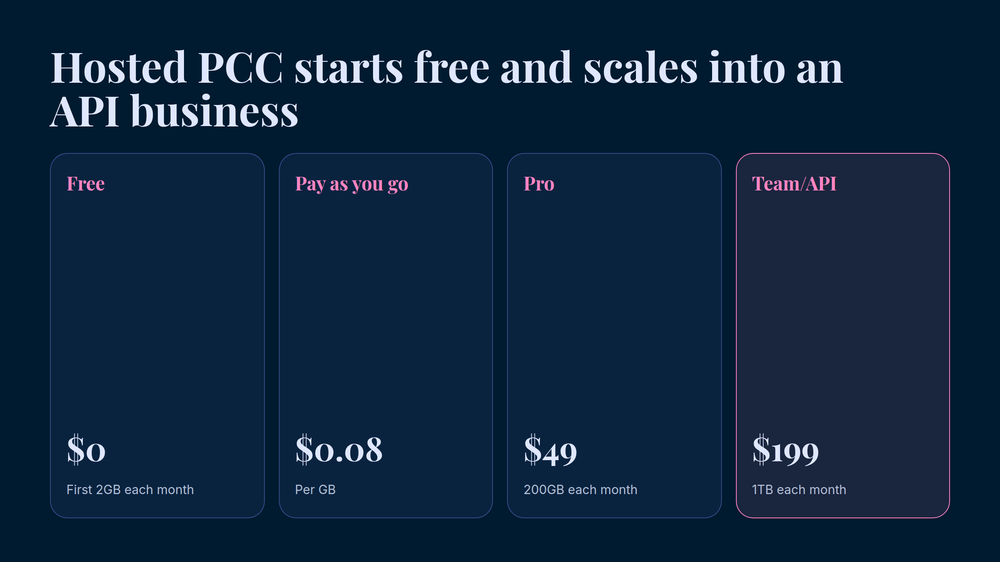 Hosted PCC starts free and scales into an
API business
Free
$0
First 2GB each month
Pay as you go
$0.08
Per GB
Pro
$49
200GB each month
Team/API
$199
1TB each month